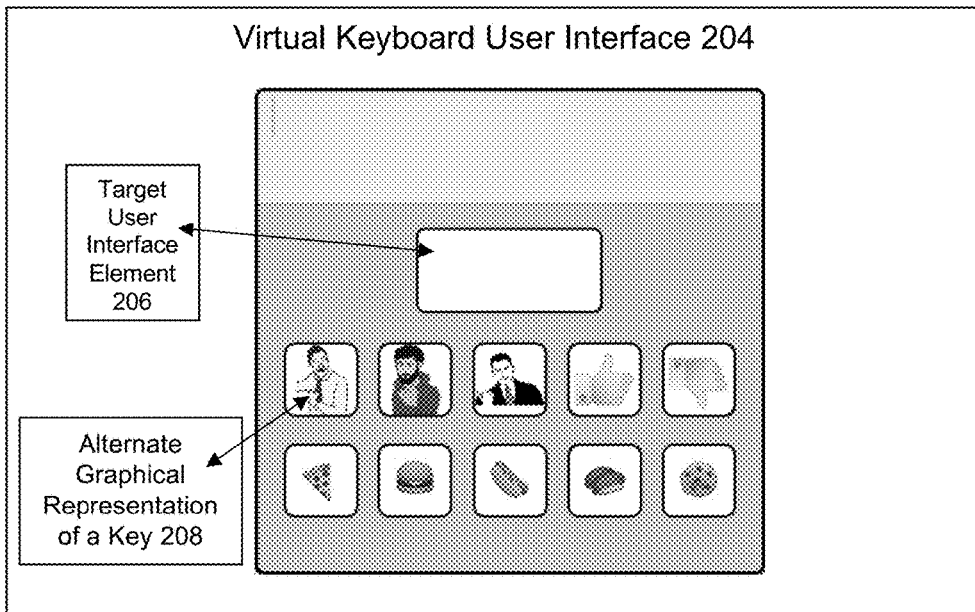 Virtual Keyboard User Interface 204
Target
User
Interface
Element
206
Alternate
Graphical
Representation
of a Key 208